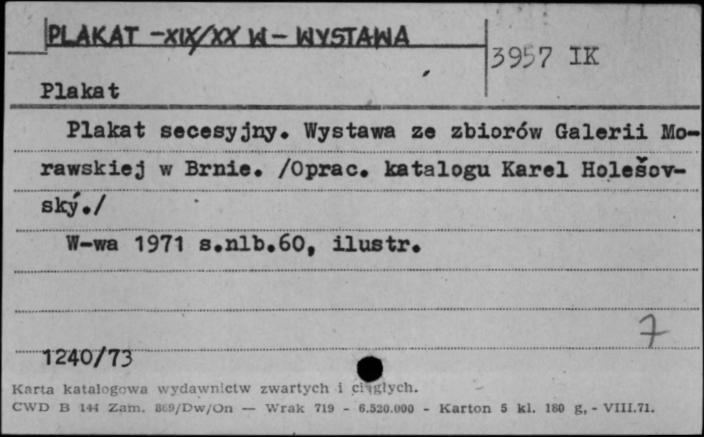 PLAKAT -XIX/XX W - WYSTAWA
3957 IK
Plakat
Plakat secesyjny. Wystawa ze zbiorów Galerii Mo-
rawskiej w Brnie. /Oprac. katalogu Karel Holešov-
ský./
W-wa 1971 s.nlb.60, ilustr.
7
1240/73
Karta katalogowa wydawnictw zwartych i ciągłych.
CWD B 144 Zam. 869/Dw/On — Wrak 719 - 6.520.000 - Karton 5 kl. 180 g, - VIII.71.